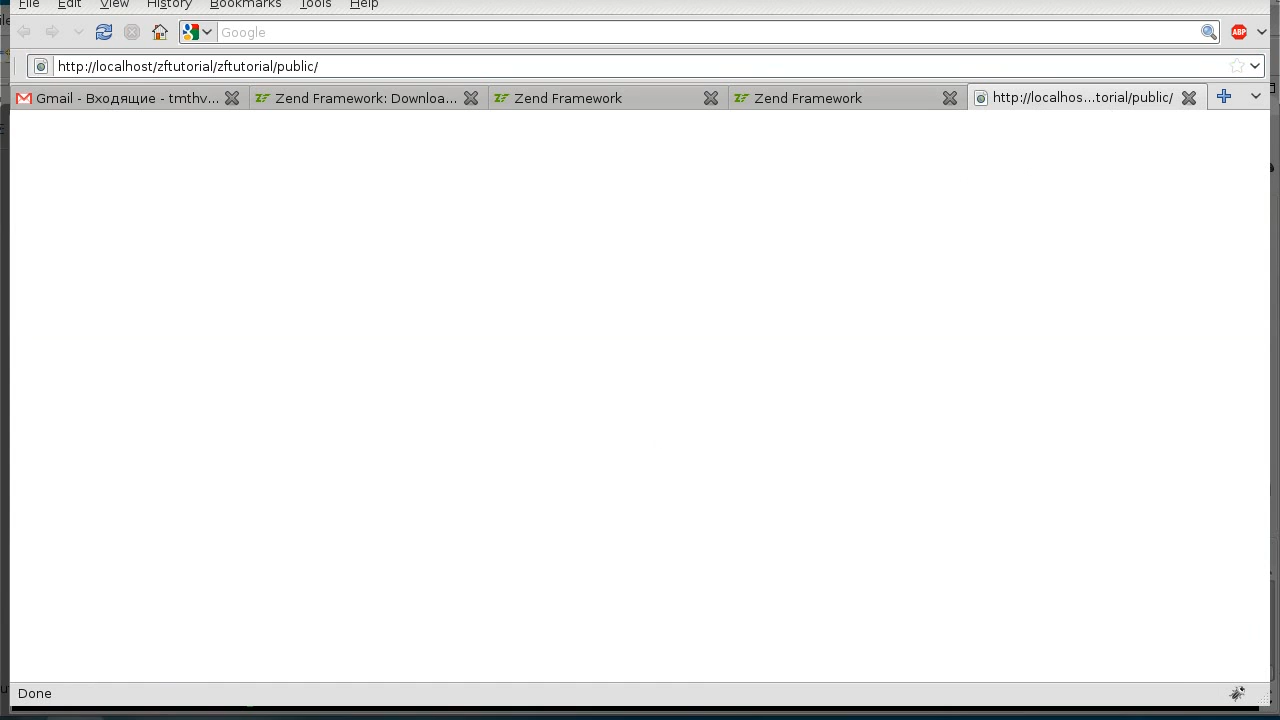 File Edit View History Bookmarks Tools Help
Google ABP
http://localhost/zftutorial/zftutorial/public/
Gmail - Входящие - tmthv... Zend Framework: Downloa... Zend Framework Zend Framework http://localhos...torial/public/
Done